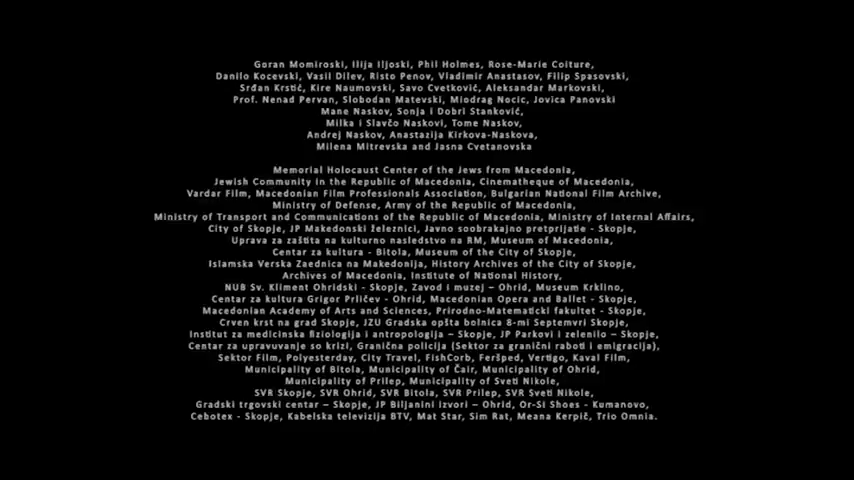 Goran Momiroski, Ilija Iljoski, Phil Holmes, Rose-Marie Coiture,
Danilo Kocevski, Vasil Dilev, Risto Penov, Vladimir Anastasov, Filip Spasovski,
Srđan Krstić, Kire Naumovski, Savo Cvetkovič, Aleksandar Markovski,
Prof. Nenad Pervan, Slobodan Matevski, Miodrag Nocic, Jovica Panovski
Mane Naskov, Sonja i Dobri Stanković,
Milka i Slavčo Naskovi, Tome Naskov,
Andrej Naskov, Anastazija Kirkova-Naskova,
Milena Mitrevska and Jasna Cvetanovska
Memorial Holocaust Center of the Jews from Macedonia,
Jewish Community in the Republic of Macedonia, Cinematheque of Macedonia,
Vardar Film, Macedonian Film Professionals Association, Bulgarian National Film Archive,
Ministry of Defense, Army of the Republic of Macedonia,
Ministry of Transport and Communications of the Republic of Macedonia, Ministry of Internal Affairs,
City of Skopje, JP Makedonski železnici, Javno soobrakajno pretprijatie - Skopje,
Uprava za zaštita na kulturno nasledstvo na RM, Museum of Macedonia,
Centar za kultura - Bitola, Museum of the City of Skopje,
Islamska Verska Zaednica na Makedonija, History Archives of the City of Skopje,
Archives of Macedonia, Institute of National History,
NUB Sv. Kliment Ohridski - Skopje, Zavod i muzej – Ohrid, Museum Krklino,
Centar za kultura Grigor Prličev - Ohrid, Macedonian Opera and Ballet - Skopje,
Macedonian Academy of Arts and Sciences, Prirodno-Matematički fakultet - Skopje,
Crven krst na grad Skopje, JZU Gradska opšta bolnica 8-mi Septemvri Skopje,
Institut za medicinska fiziologija i antropologija – Skopje, JP Parkovi i zelenilo – Skopje,
Centar za upravuvanje so krizi, Granična policija (Sektor za granični raboti i emigracija),
Sektor Film, Polyesterday, City Travel, FishCorb, Feršped, Vertigo, Kaval Film,
Municipality of Bitola, Municipality of Čair, Municipality of Ohrid,
Municipality of Prilep, Municipality of Sveti Nikole,
SVR Skopje, SVR Ohrid, SVR Bitola, SVR Prilep, SVR Sveti Nikole,
Gradski trgovski centar – Skopje, JP Biljanini Izvori – Ohrid, Or-Si Shoes - Kumanovo,
Cebotex - Skopje, Kabelska televizija BTV, Mat Star, Sim Rat, Meana Kerpič, Trio Omnia.